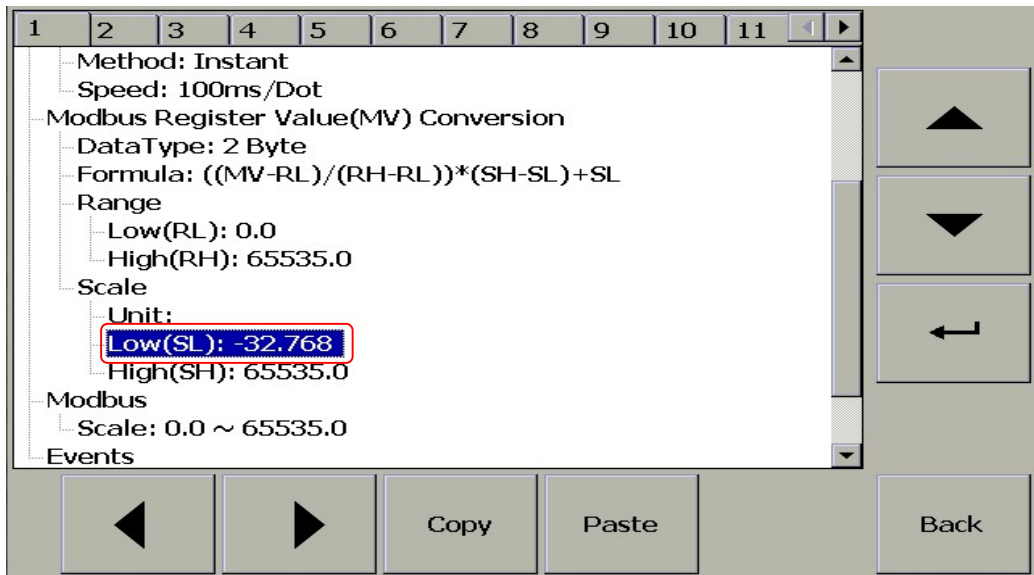 1 2 3 4 5 6 7 8 9 10 11
Method: Instant
Speed: 100ms/Dot
Modbus Register Value(MV) Conversion
DataType: 2 Byte
Formula: ((MV-RL)/(RH-RL))*(SH-SL)+SL
Range
Low(RL): 0.0
High(RH): 65535.0
Scale
Unit:
Low(SL): -32.768
High(SH): 65535.0
Modbus
Scale: 0.0 ~ 65535.0
Events
Copy Paste Back